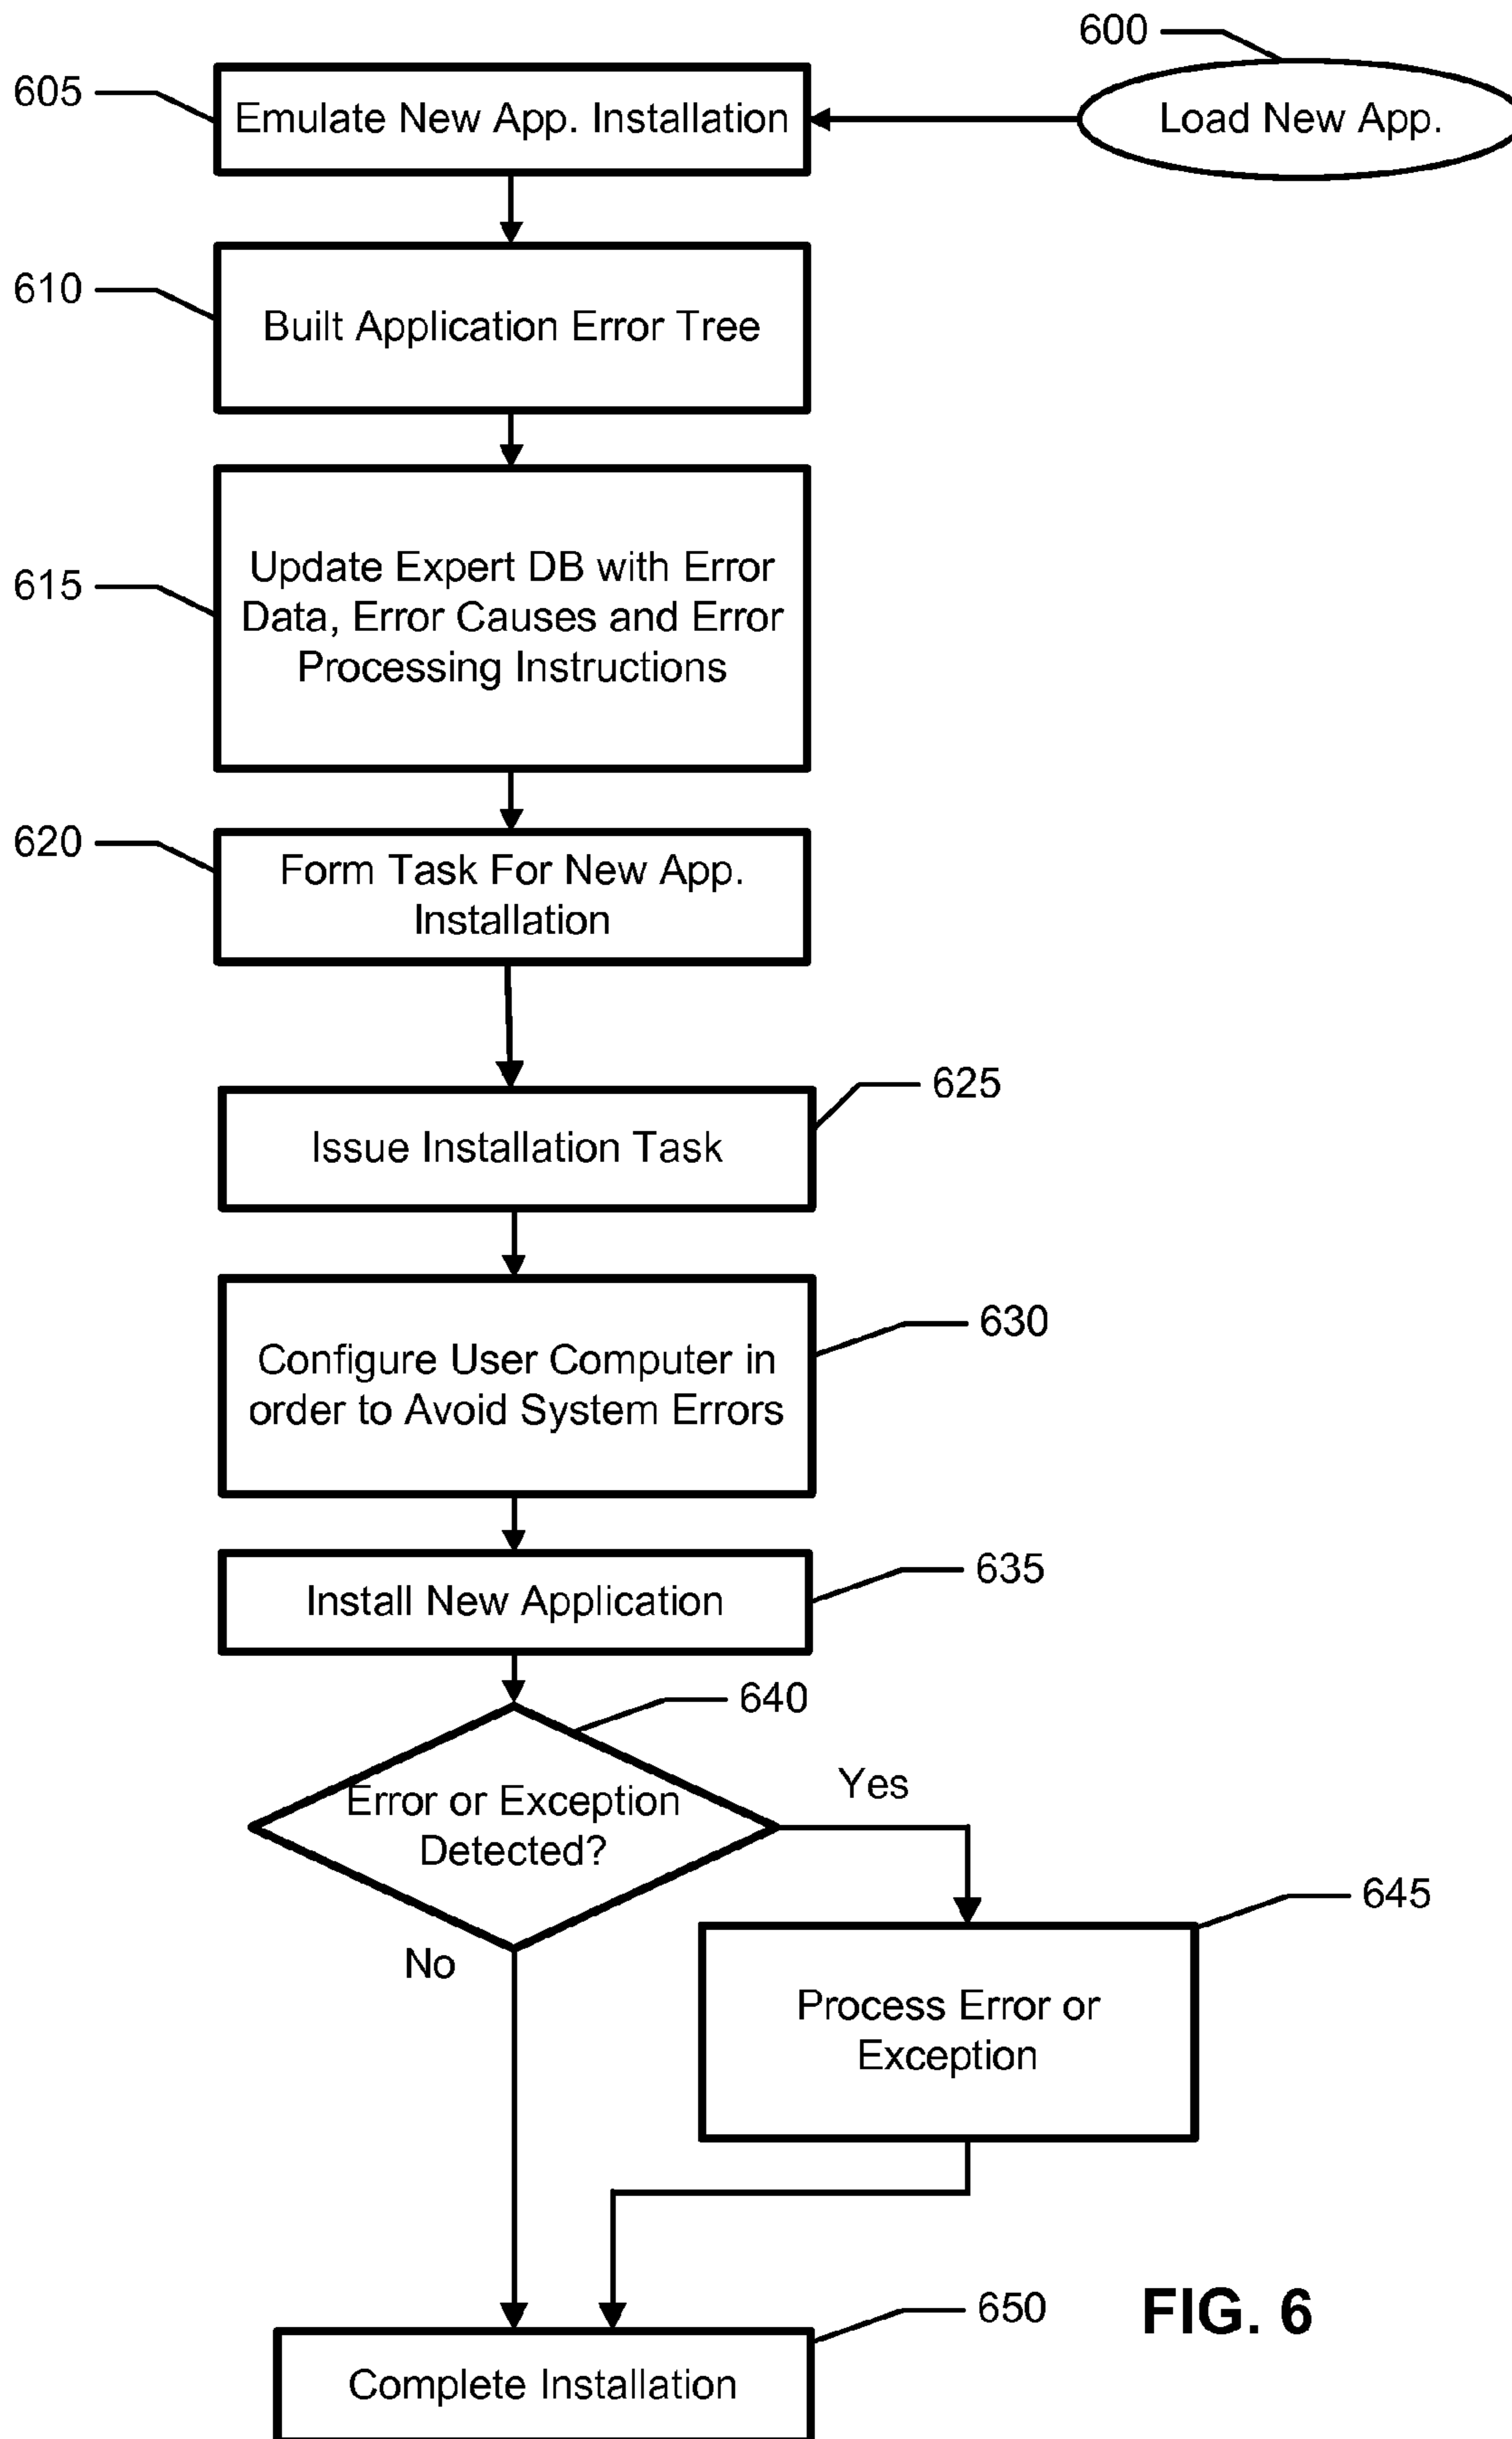 600
Load New App.
605
Emulate New App. Installation
610
Built Application Error Tree
615
Update Expert DB with Error
Data, Error Causes and Error
Processing Instructions
620
Form Task For New App.
Installation
625
Issue Installation Task
630
Configure User Computer in
order to Avoid System Errors
635
Install New Application
640
Error or Exception
Detected?
Yes
No
645
Process Error or
Exception
650
Complete Installation
FIG. 6